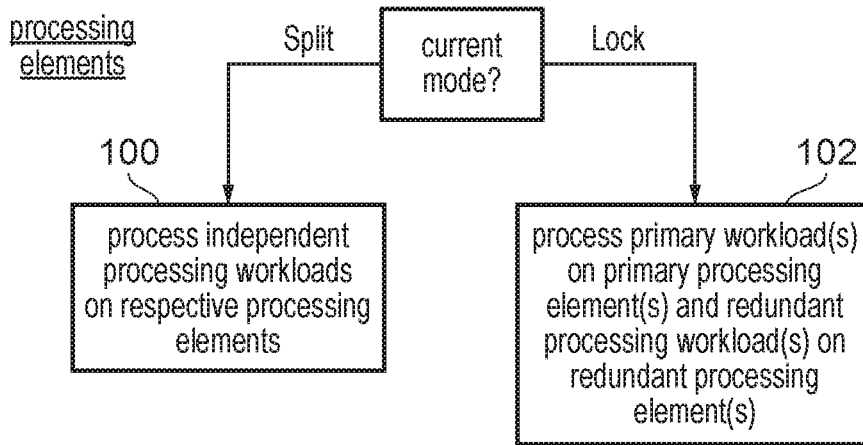 processing
elements
Split
current
mode?
Lock
100
process independent
processing workloads
on respective processing
elements
102
process primary workload(s)
on primary processing
element(s) and redundant
processing workload(s) on
redundant processing
element(s)